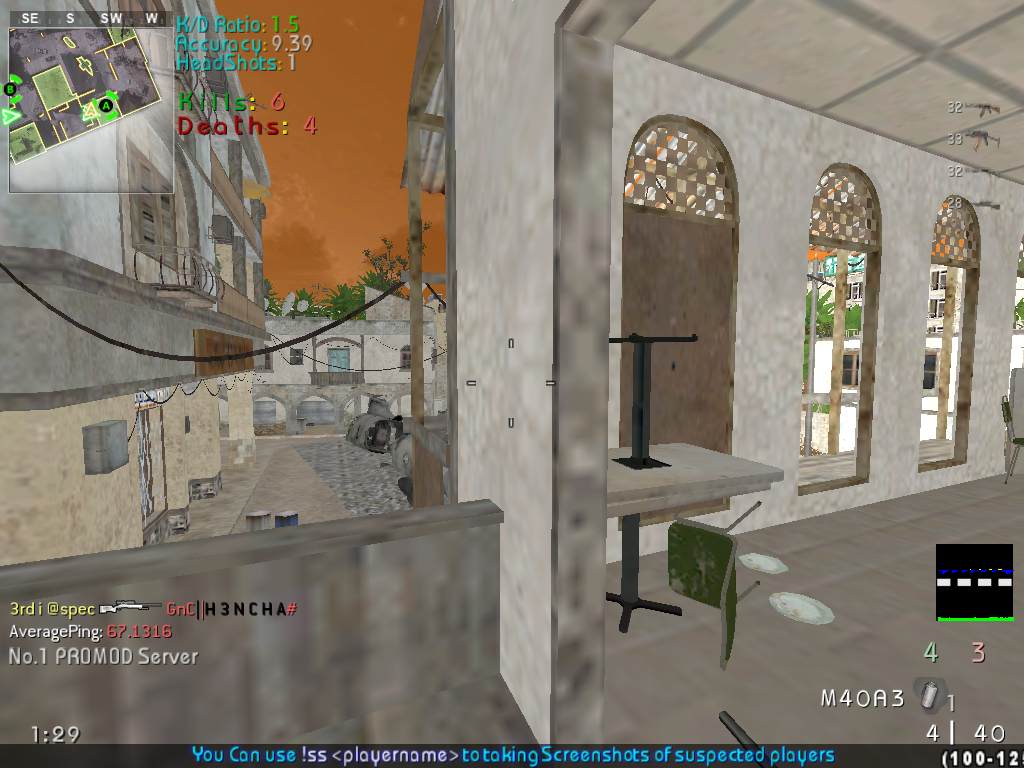 SE S SW W
K/D Ratio: 1.5
Accuracy: 9.39
HeadShots: 1
Kills: 6
Deaths: 4
B
A
32
33
32
28
3rd i @spec GnC||H3NCHA#
AveragePing: 67.1316
No.1 PROMOD Server
4 3
M40A3 1
1:29
4 | 40
You Can use !ss <playername> to taking Screenshots of suspected players
(100-12